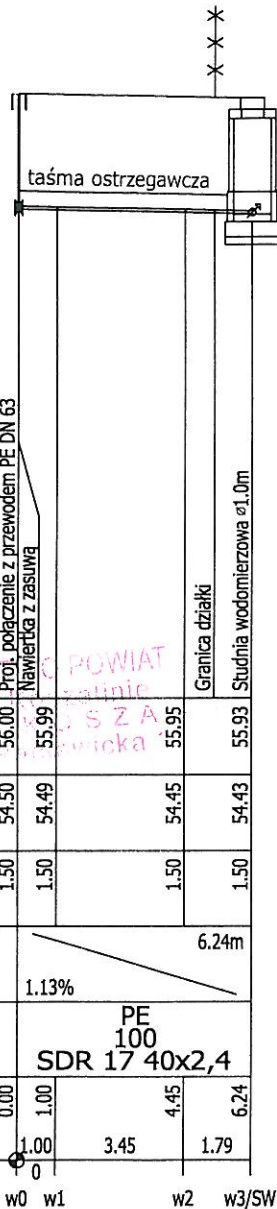 taśma ostrzegawcza
Proj. połączenie z przewodem PE DN 63
Nawiertka z zasuwą
Granica działki
Studnia wodomierzowa ø1.0m
POWIAT
S Z A
56.00 55.99 55.95 55.93
54.50 54.49 54.45 54.43
1.50 1.50 1.50 1.50
6.24m
1.13%
PE
100
SDR 17 40x2,4
0.00 1.00 4.45 6.24
1.00 3.45 1.79
0
w0 w1 w2 w3/SW